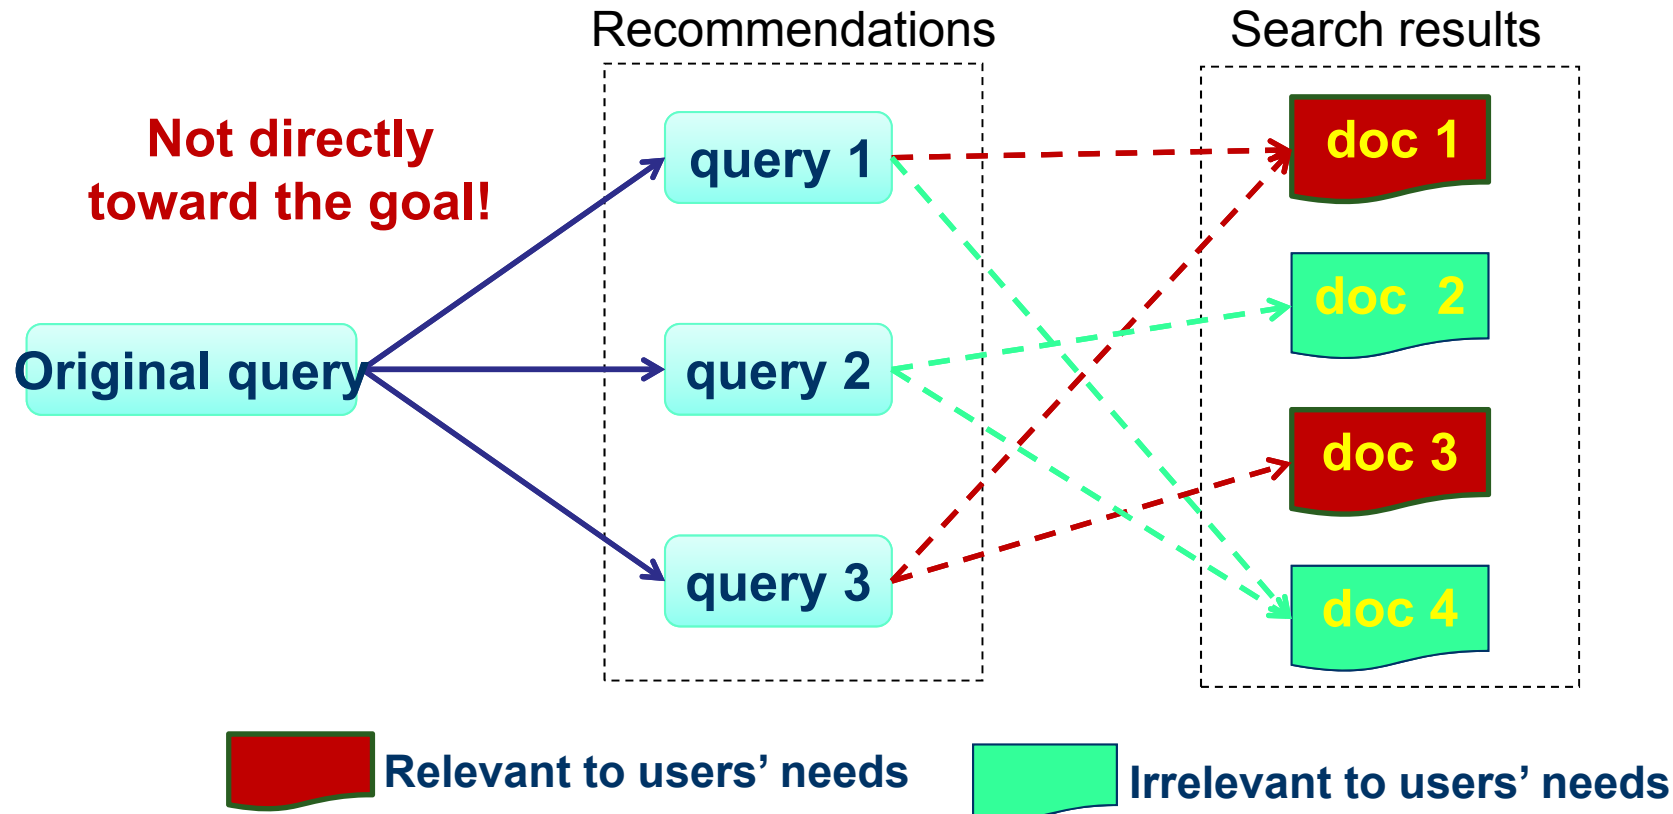 Recommendations
Search results
Not directly
toward the goal!
Original query
query 1
query 2
query 3
doc 1
doc  2
doc 3
doc 4
Relevant to users’ needs
Irrelevant to users’ needs